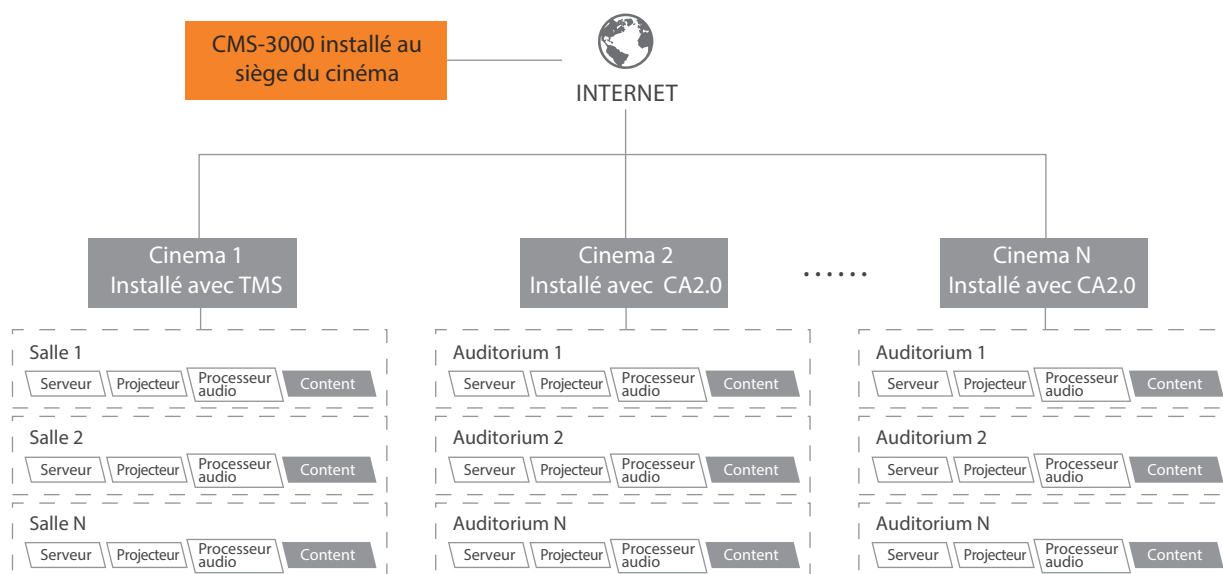 CMS-3000 installé au
siège du cinéma
INTERNET
Cinema 1
Installé avec TMS
Cinema 2
Installé avec CA2.0
......
Cinema N
Installé avec CA2.0
Salle 1
Serveur
Projecteur
Processeur
audio
Content
Salle 2
Serveur
Projecteur
Processeur
audio
Content
Salle N
Serveur
Projecteur
Processeur
audio
Content
Auditorium 1
Serveur
Projecteur
Processeur
audio
Content
Auditorium 2
Serveur
Projecteur
Processeur
audio
Content
Auditorium N
Serveur
Projecteur
Processeur
audio
Content
Auditorium 1
Serveur
Projecteur
Processeur
audio
Content
Auditorium 2
Serveur
Projecteur
Processeur
audio
Content
Auditorium N
Serveur
Projecteur
Processeur
audio
Content